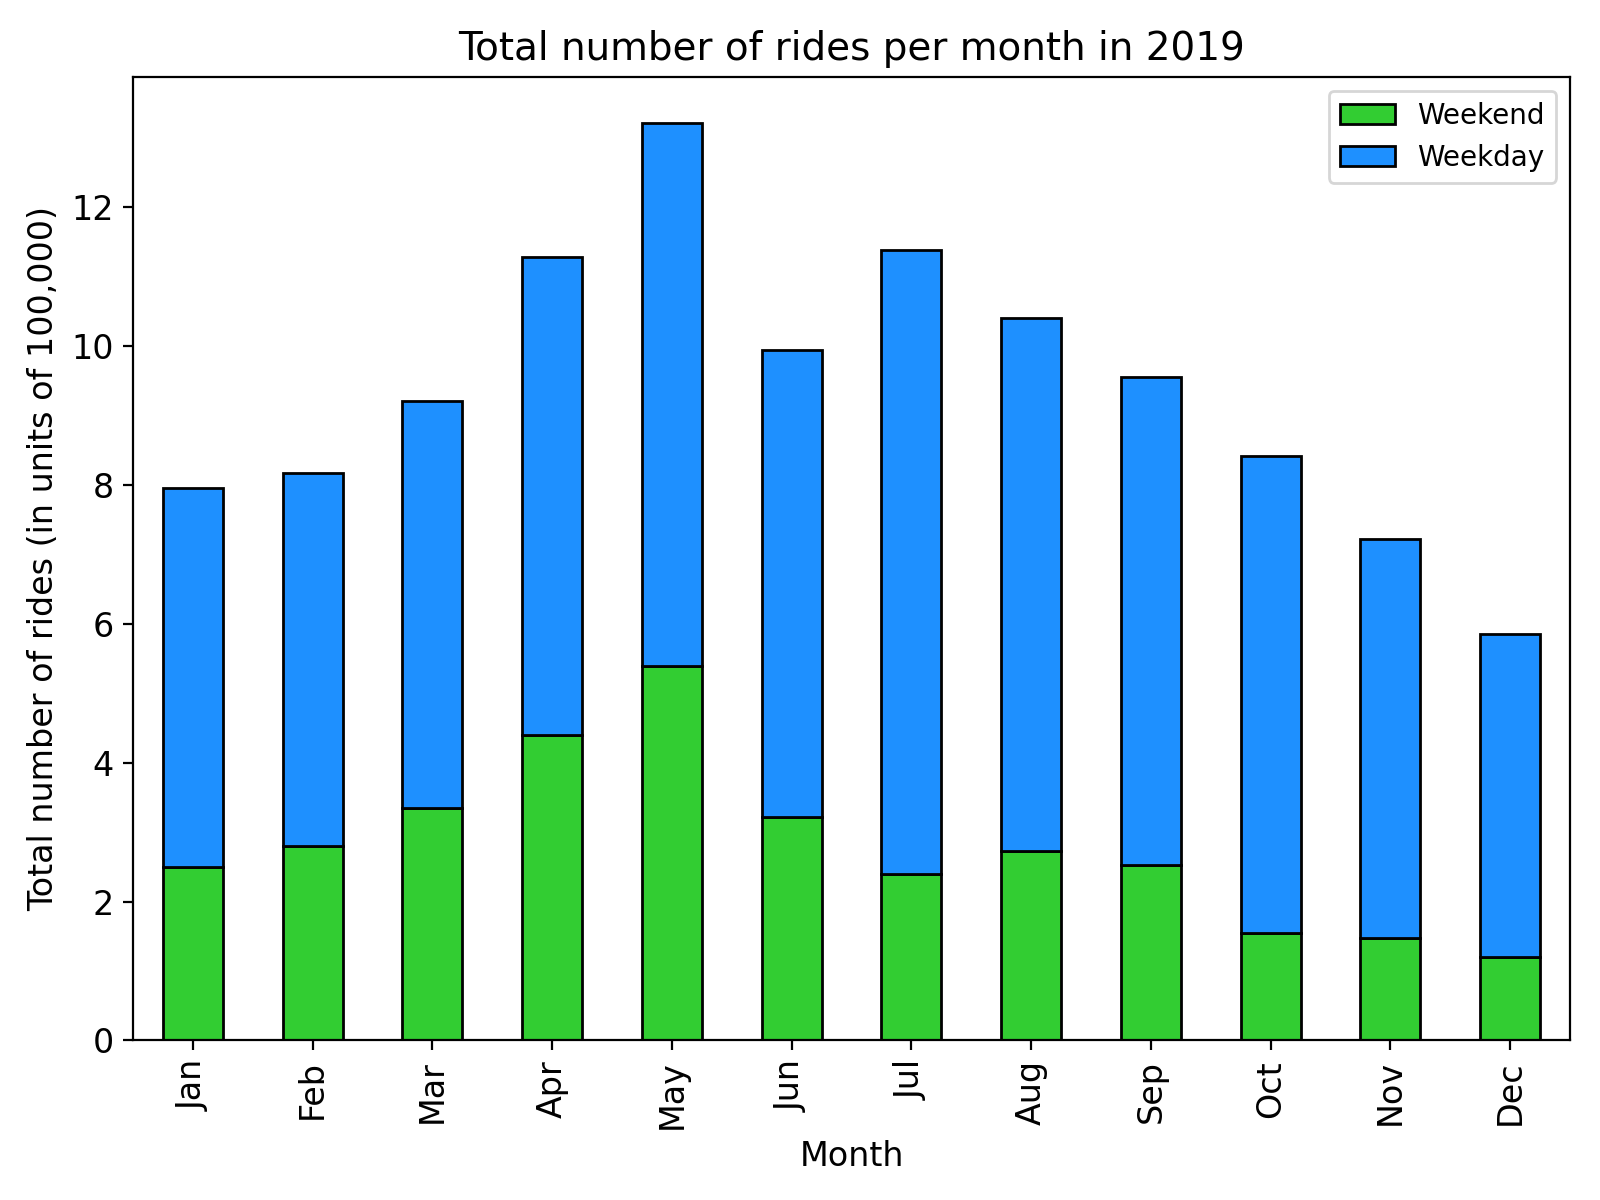 Total number of rides per month in 2019
Weekend
Weekday
Total number of rides (in units of 100,000)
12
10
8
6
4
2
0
Jan
Feb
Mar
Apr
May
Jun
Jul
Aug
Sep
Oct
Nov
Dec
Month